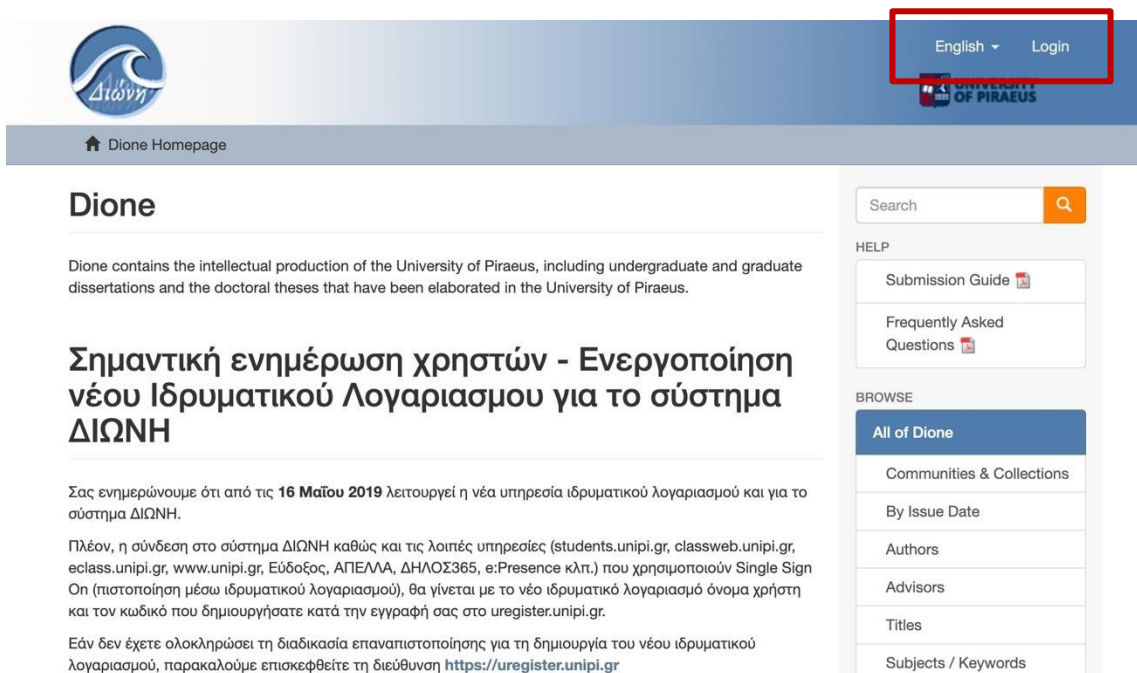 English Login
Διώνη
UNIVERSITY
OF PIRAEUS
Dione Homepage
Dione
Dione contains the intellectual production of the University of Piraeus, including undergraduate and graduate
dissertations and the doctoral theses that have been elaborated in the University of Piraeus.
Σημαντική ενημέρωση χρηστών - Ενεργοποίηση
νέου Ιδρυματικού Λογαριασμου για το σύστημα
ΔΙΩΝΗ
Σας ενημερώνουμε ότι από τις 16 Μαΐου 2019 λειτουργεί η νέα υπηρεσία ιδρυματικού λογαριασμού και για το
σύστημα ΔΙΩΝΗ.
Πλέον, η σύνδεση στο σύστημα ΔΙΩΝΗ καθώς και τις λοιπές υπηρεσίες (students.unipi.gr, classweb.unipi.gr,
eclass.unipi.gr, www.unipi.gr, Εύδοξος, ΑΠΕΛΛΑ, ΔΗΛΟΣ365, e:Presence κλπ.) που χρησιμοποιούν Single Sign
On (πιστοποίηση μέσω ιδρυματικού λογαριασμού), θα γίνεται με το νέο ιδρυματικό λογαριασμό όνομα χρήστη
και τον κωδικό που δημιουργήσατε κατά την εγγραφή σας στο uregister.unipi.gr.
Εάν δεν έχετε ολοκληρώσει τη διαδικασία επαναπιστοποίησης για τη δημιουργία του νέου ιδρυματικού
λογαριασμού, παρακαλούμε επισκεφθείτε τη διεύθυνση https://uregister.unipi.gr
Search
HELP
Submission Guide
Frequently Asked
Questions
BROWSE
All of Dione
Communities & Collections
By Issue Date
Authors
Advisors
Titles
Subjects / Keywords